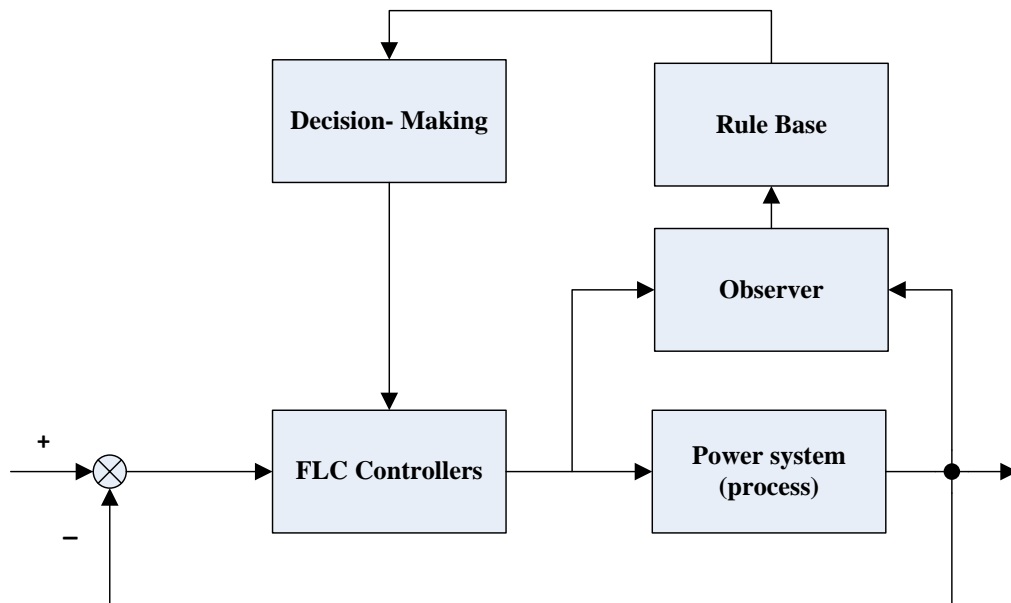 Decision- Making
Rule Base
Observer
+
FLC Controllers
Power system
(process)
−